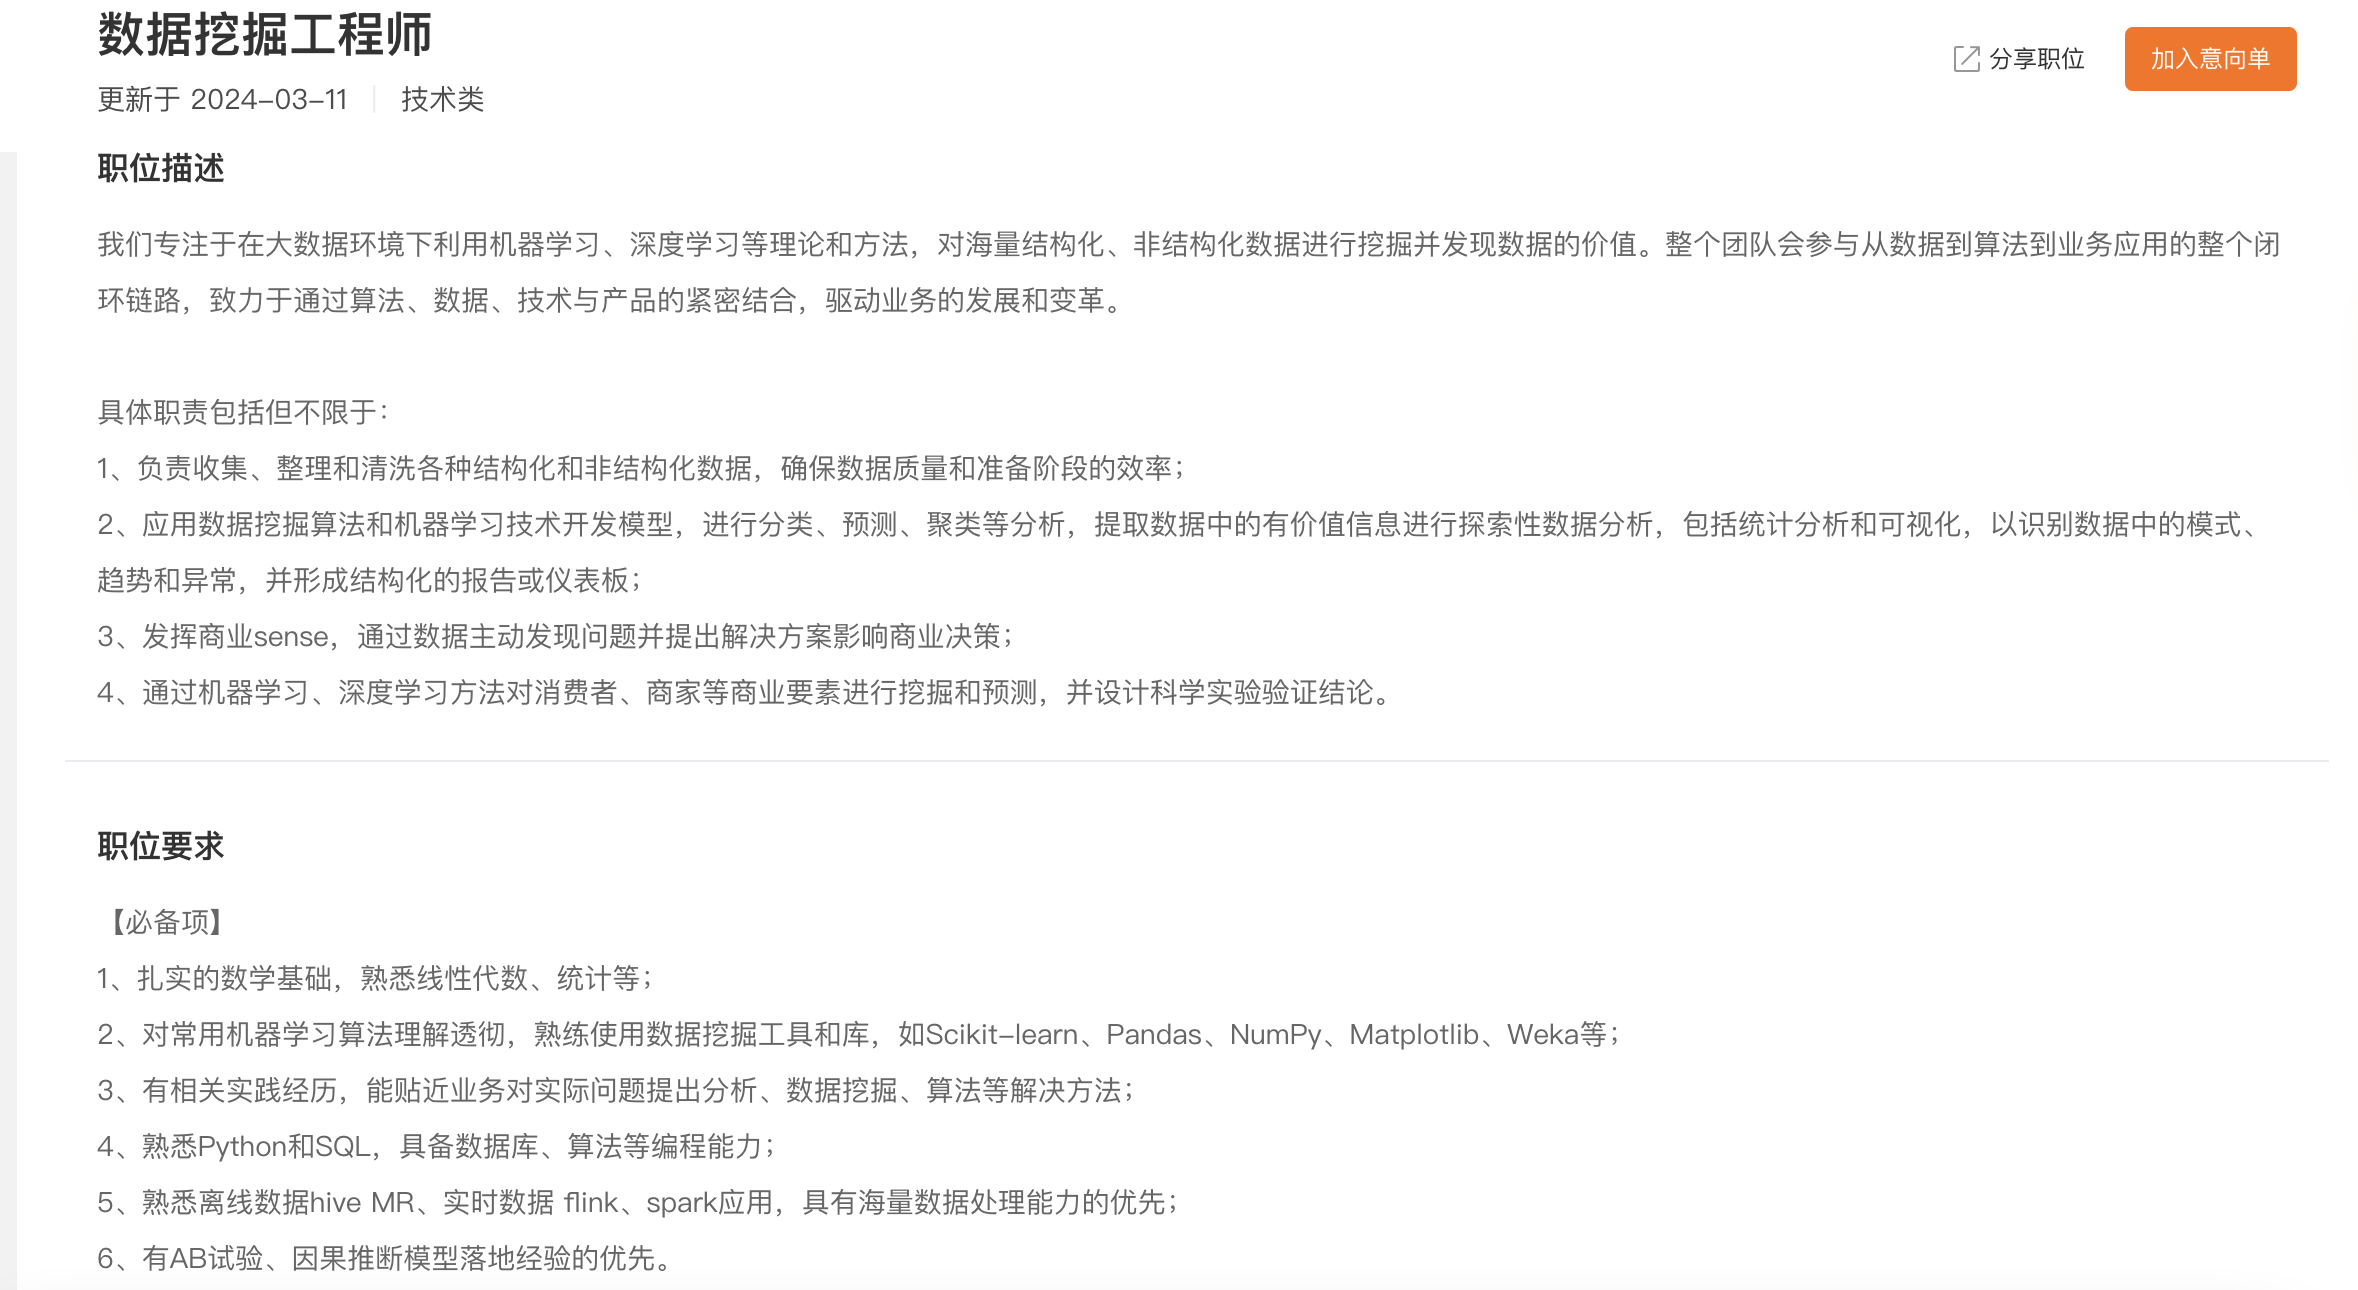 数据挖掘工程师
分享职位
加入意向单
更新于 2024-03-11 技术类
职位描述
我们专注于在大数据环境下利用机器学习、深度学习等理论和方法，对海量结构化、非结构化数据进行挖掘并发现数据的价值。整个团队会参与从数据到算法到业务应用的整个闭
环链路，致力于通过算法、数据、技术与产品的紧密结合，驱动业务的发展和变革。
具体职责包括但不限于：
1、负责收集、整理和清洗各种结构化和非结构化数据，确保数据质量和准备阶段的效率；
2、应用数据挖掘算法和机器学习技术开发模型，进行分类、预测、聚类等分析，提取数据中的有价值信息进行探索性数据分析，包括统计分析和可视化，以识别数据中的模式、
趋势和异常，并形成结构化的报告或仪表板；
3、发挥商业sense，通过数据主动发现问题并提出解决方案影响商业决策；
4、通过机器学习、深度学习方法对消费者、商家等商业要素进行挖掘和预测，并设计科学实验验证结论。
职位要求
【必备项】
1、扎实的数学基础，熟悉线性代数、统计等；
2、对常用机器学习算法理解透彻，熟练使用数据挖掘工具和库，如Scikit-learn、Pandas、NumPy、Matplotlib、Weka等；
3、有相关实践经历，能贴近业务对实际问题提出分析、数据挖掘、算法等解决方法；
4、熟悉Python和SQL，具备数据库、算法等编程能力；
5、熟悉离线数据hive MR、实时数据 flink、spark应用，具有海量数据处理能力的优先；
6、有AB试验、因果推断模型落地经验的优先。